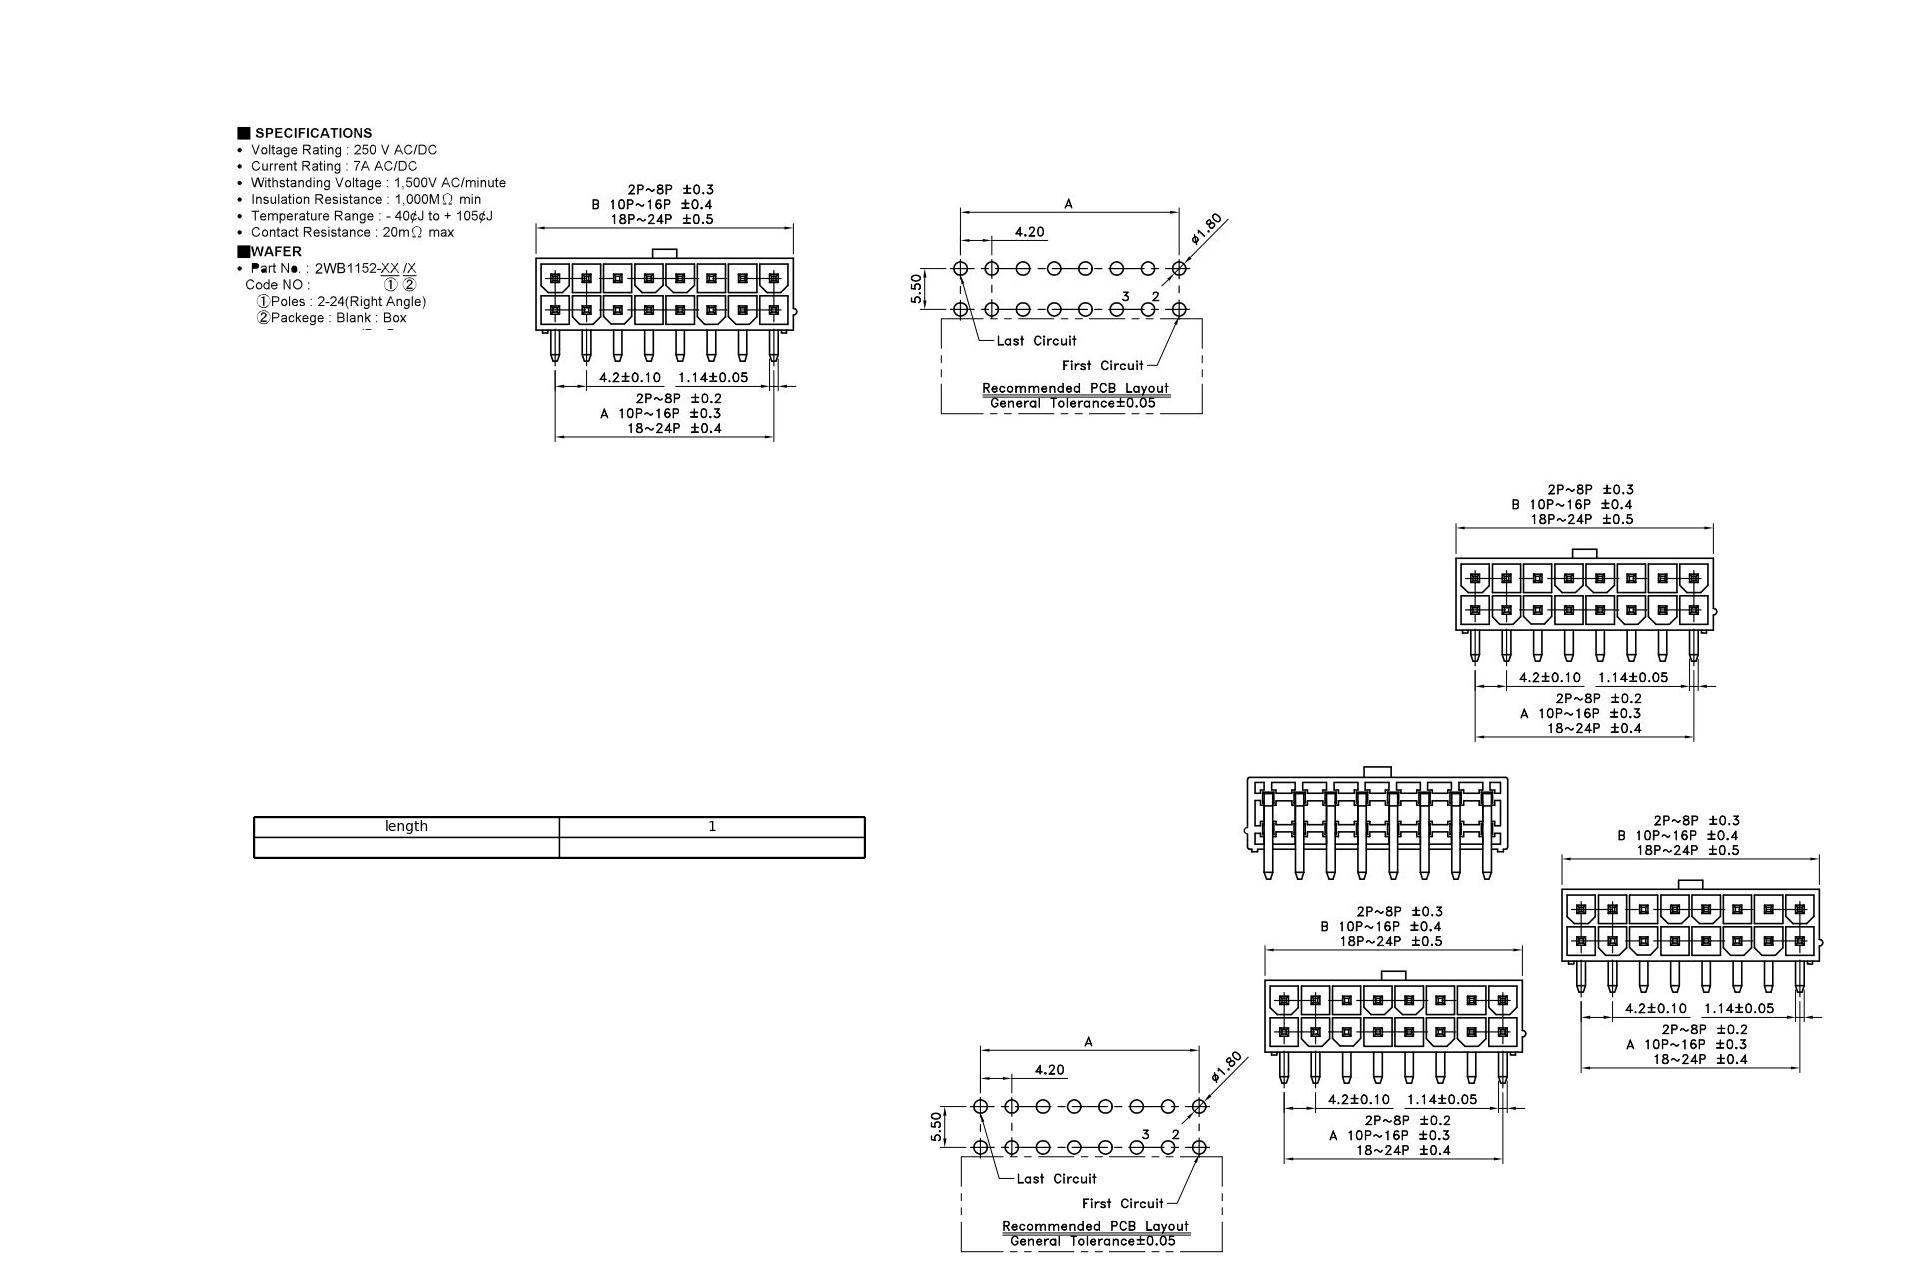 ■ SPECIFICATIONS
• Voltage Rating : 250 V AC/DC
• Current Rating : 7A AC/DC
• Withstanding Voltage : 1,500V AC/minute
• Insulation Resistance : 1,000MΩ min
• Temperature Range : - 40¢J to + 105¢J
• Contact Resistance : 20mΩ max
■WAFER
• Part No. : 2WB1152-XX /X
Code NO : ① ②
①Poles : 2-24(Right Angle)
②Packege : Blank : Box
2P~8P ±0.3
B 10P~16P ±0.4
18P~24P ±0.5
4.2±0.10 1.14±0.05
2P~8P ±0.2
A 10P~16P ±0.3
18~24P ±0.4
A
4.20
ø1.80
5.50
3 2
Last Circuit
First Circuit
Recommended PCB Layout
General Tolerance±0.05
2P~8P ±0.3
B 10P~16P ±0.4
18P~24P ±0.5
4.2±0.10 1.14±0.05
2P~8P ±0.2
A 10P~16P ±0.3
18~24P ±0.4
length 1
2P~8P ±0.3
B 10P~16P ±0.4
18P~24P ±0.5
4.2±0.10 1.14±0.05
2P~8P ±0.2
A 10P~16P ±0.3
18~24P ±0.4
2P~8P ±0.3
B 10P~16P ±0.4
18P~24P ±0.5
4.2±0.10 1.14±0.05
2P~8P ±0.2
A 10P~16P ±0.3
18~24P ±0.4
A
4.20
ø1.80
5.50
3 2
Last Circuit
First Circuit
Recommended PCB Layout
General Tolerance±0.05